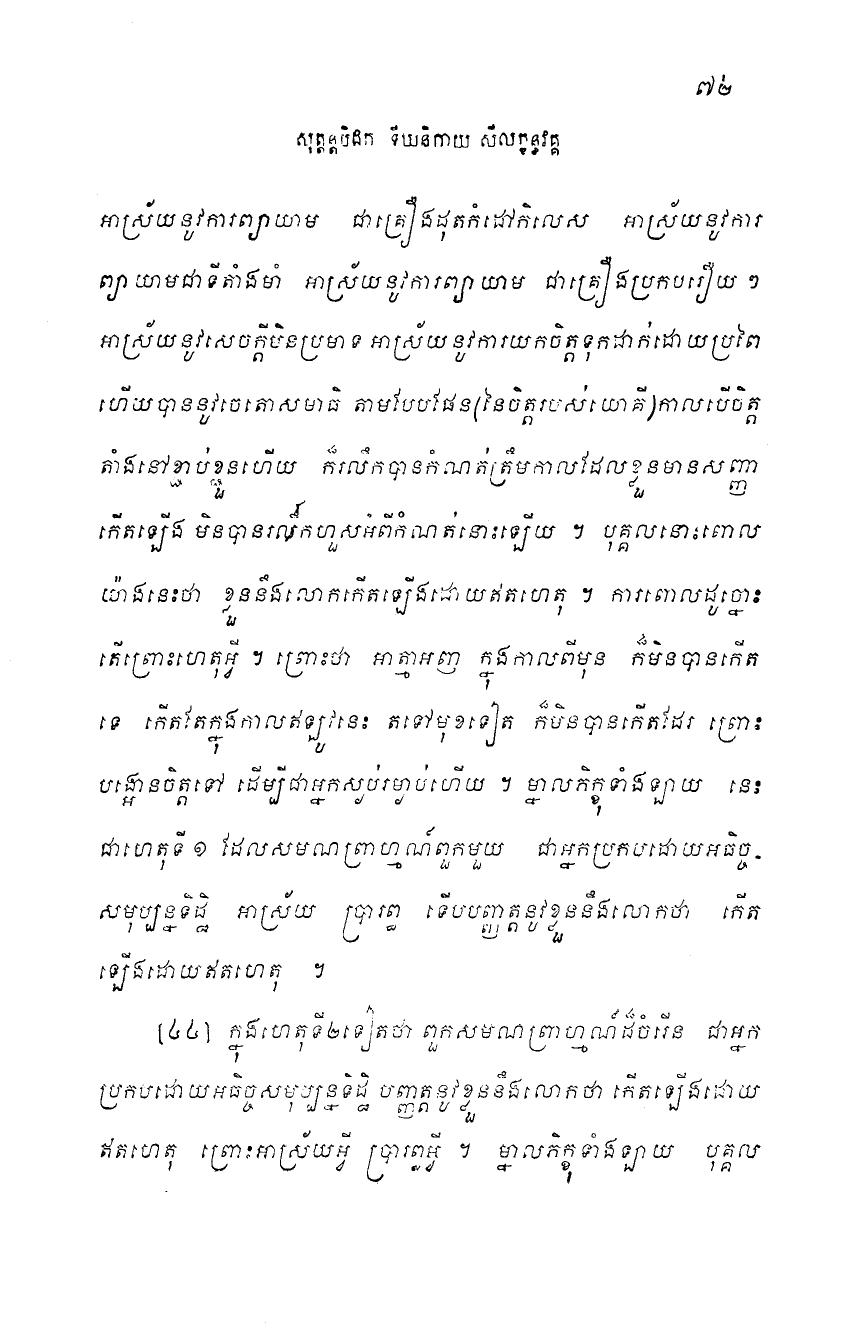 ៧២
សុត្តន្តបិដក ទីឃនិកាយ សីលក្ខន្ធវគ្គ
អាស្រ័យនូវការព្យាយាម ជាគ្រឿងដុតកំដៅកិលេស អាស្រ័យនូវការ
ព្យាយាមជាទីតាំងមាំ អាស្រ័យនូវការព្យាយាម ជាគ្រឿងប្រកបរឿយ ៗ
អាស្រ័យនូវសេចក្តីមិនប្រមាទ អាស្រ័យនូវការយកចិត្តទុកដាក់ដោយប្រពៃ
ហើយបាននូវចេតោសមាធិ តាមបែបផែន(នៃចិត្តរបស់យោគី)កាលបើចិត្ត
តាំងនៅខ្ជាប់ខ្ជួនហើយ ក៏រលឹកបានកំណត់ត្រឹមកាលដែលខ្លួនមានសញ្ញា
កើតឡើង មិនបានរលឹកហួសអំពីកំណត់នោះឡើយ ។ បុគ្គលនោះពោល
យ៉ាងនេះថា ខ្លួននឹងលោកកើតឡើងដោយឥតហេតុ ។ ការពោលដូច្នោះ
តើព្រោះហេតុអ្វី ។ ព្រោះថា អាត្មាអញ ក្នុងកាលពីមុន ក៏មិនបានកើត
ទេ កើតតែក្នុងកាលឥឡូវនេះ តទៅមុខទៀត ក៏មិនបានកើតដែរ ព្រោះ
បង្អោនចិត្តទៅ ដើម្បីជាអ្នកស្ងប់រម្ងាប់ហើយ ។ ម្នាលភិក្ខុទាំងឡាយ នេះ
ជាហេតុទី ១ ដែលសមណព្រាហ្មណ៍ពួកមួយ ជាអ្នកប្រកបដោយអធិច្ច-
សមុប្បន្នទិដ្ឋិ អាស្រ័យ ប្រារព្ធ ទើបបញ្ញត្តនូវខ្លួននឹងលោកថា កើត
ឡើងដោយឥតហេតុ ។
(៤៤) ក្នុងហេតុទី២ទៀតថា ពួកសមណព្រាហ្មណ៍ដ៏ចំរើន ជាអ្នក
ប្រកបដោយអធិច្ចសមុប្បន្នទិដ្ឋិ បញ្ញត្តនូវខ្លួននឹងលោកថា កើតឡើងដោយ
ឥតហេតុ ព្រោះអាស្រ័យអ្វី ប្រារព្ធអ្វី ។ ម្នាលភិក្ខុទាំងឡាយ បុគ្គល